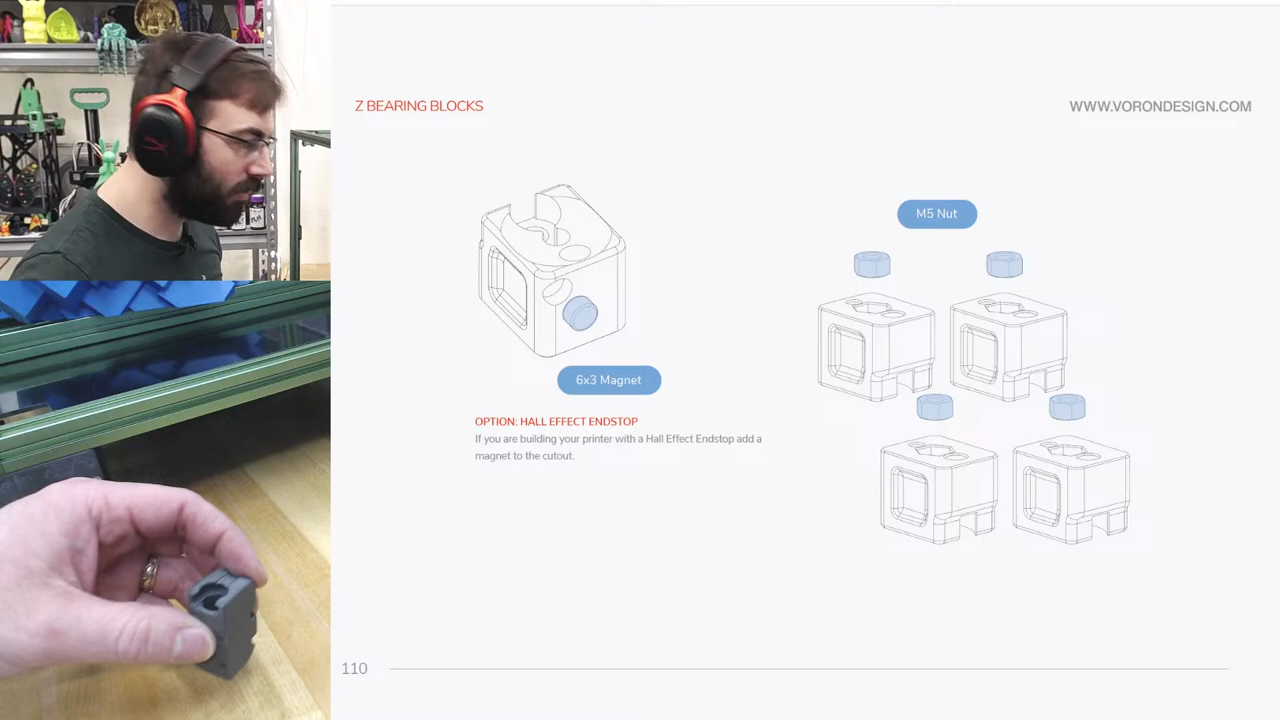 Z BEARING BLOCKS
WWW.VORONDESIGN.COM
M5 Nut
6x3 Magnet
OPTION: HALL EFFECT ENDSTOP
If you are building your printer with a Hall Effect Endstop add a
magnet to the cutout.
110